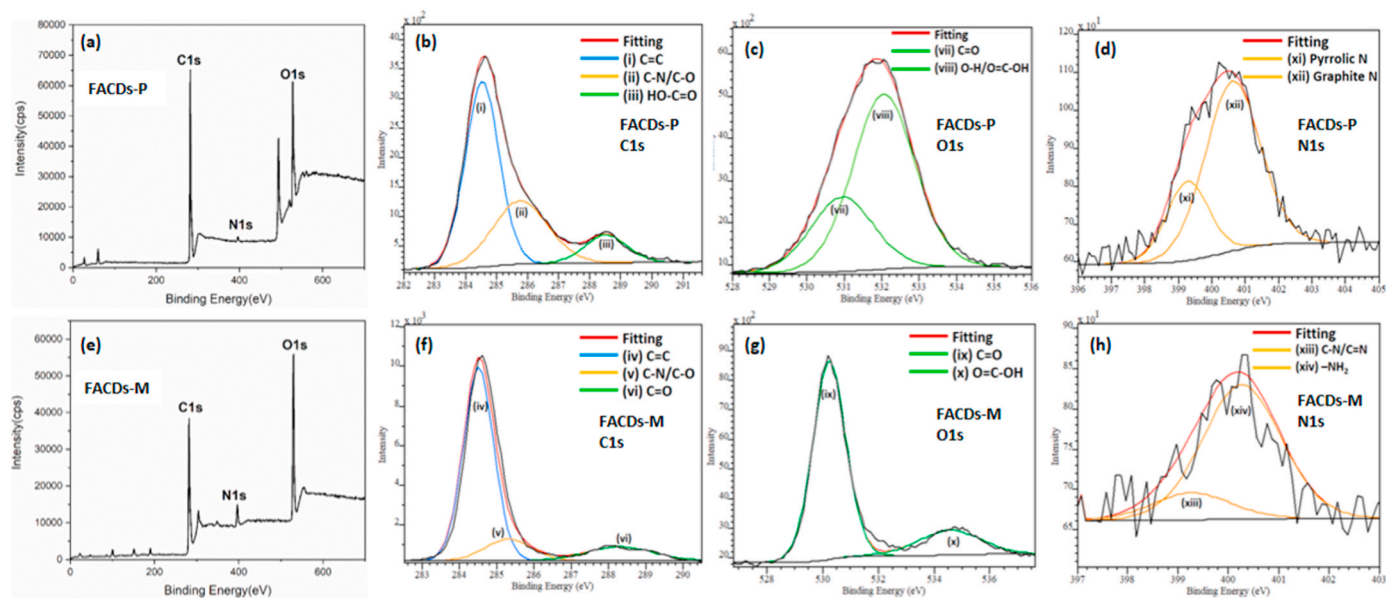 (a)
FACDs-P
C1s
N1s
O1s
Intensity(cps)
80000
70000
60000
50000
40000
30000
20000
10000
0
0
200
400
600
Binding Energy(eV)
(b)
Fitting
(i) C=C
(ii) C-N/C-O
(iii) HO-C=O
FACDs-P
C1s
(i)
(ii)
(iii)
x 10²
Intensity
40
35
30
25
20
15
10
5
282
283
284
285
286
287
288
289
290
291
Binding Energy (eV)
(c)
Fitting
(vii) C=O
(viii) O-H/O=C-OH
FACDs-P
O1s
(vii)
(viii)
60
50
40
30
20
10
528
529
530
531
532
533
534
535
536
Binding Energy (eV)
(d)
Fitting
(xi) Pyrrolic N
(xii) Graphite N
FACDs-P
N1s
(xi)
(xii)
x 10¹
Intensity
110
100
90
80
70
60
396
397
398
399
400
401
402
403
404
405
Binding Energy (eV)
(e)
FACDs-M
C1s
N1s
O1s
Intensity(cps)
60000
50000
40000
30000
20000
10000
0
0
200
400
600
Binding Energy(eV)
(f)
Fitting
(iv) C=C
(v) C-N/C-O
(vi) C=O
FACDs-M
C1s
(iv)
(v)
(vi)
x 10³
Intensity
12
10
8
6
4
2
283
284
285
286
287
288
289
290
Binding Energy (eV)
(g)
Fitting
(ix) C=O
(x) O=C-OH
FACDs-M
O1s
(ix)
(x)
x 10²
Intensity
90
80
70
60
50
40
30
20
528
530
532
534
536
Binding Energy (eV)
(h)
Fitting
(xiii) C-N/C=N
(xiv) –NH₂
FACDs-M
N1s
(xiii)
(xiv)
x 10¹
Intensity
90
85
80
75
70
65
397
398
399
400
401
402
403
Binding Energy (eV)